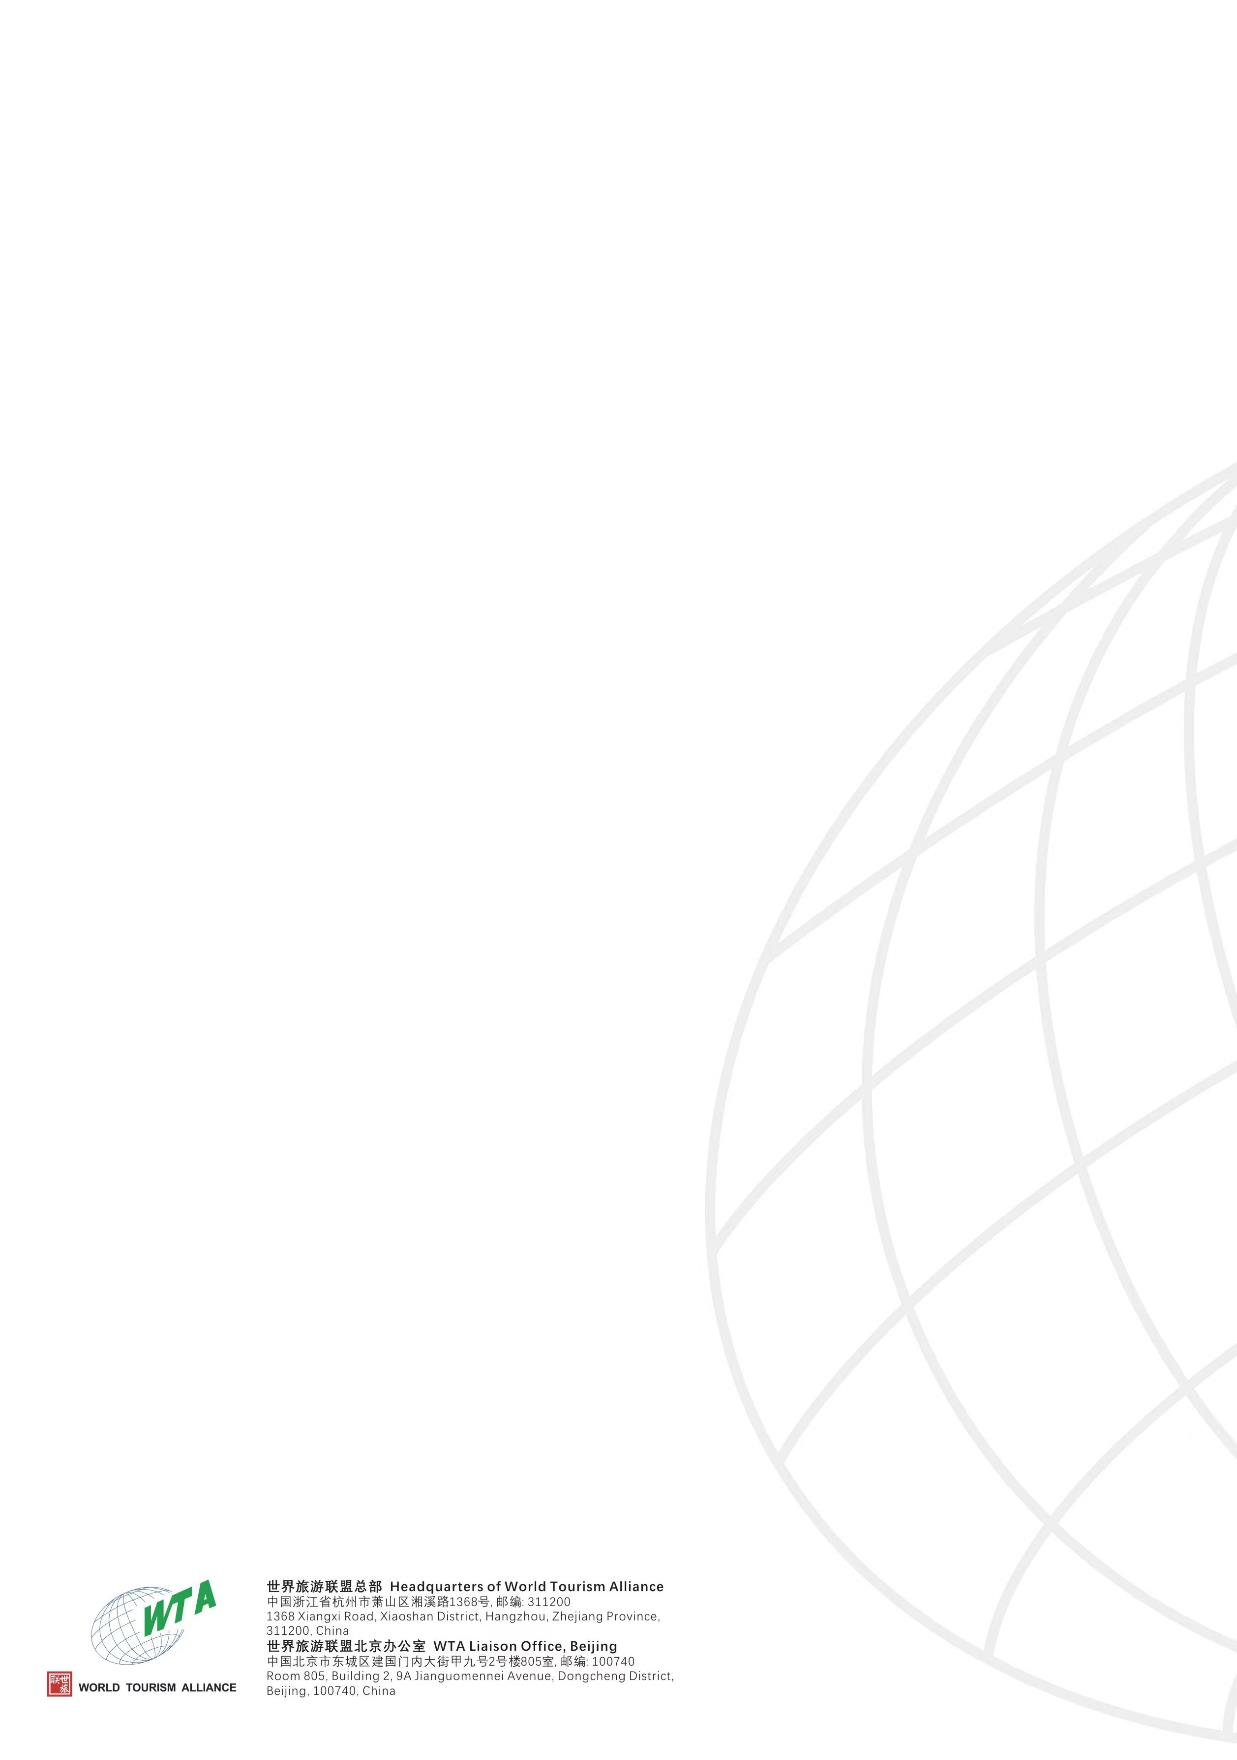 WTA
世旅联盟
WORLD TOURISM ALLIANCE
世界旅游联盟总部 Headquarters of World Tourism Alliance
中国浙江省杭州市萧山区湘溪路1368号, 邮编: 311200
1368 Xiangxi Road, Xiaoshan District, Hangzhou, Zhejiang Province,
311200, China
世界旅游联盟北京办公室 WTA Liaison Office, Beijing
中国北京市东城区建国门内大街甲九号2号楼805室, 邮编: 100740
Room 805, Building 2, 9A Jianguomennei Avenue, Dongcheng District,
Beijing, 100740, China